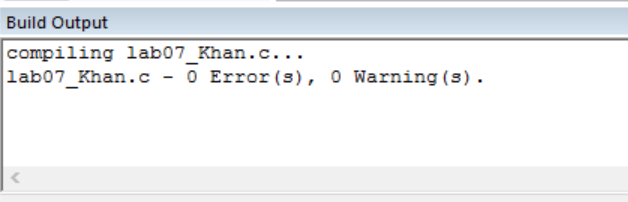 Build Output
compiling lab07_Khan.c...
lab07_Khan.c - 0 Error(s), 0 Warning(s).